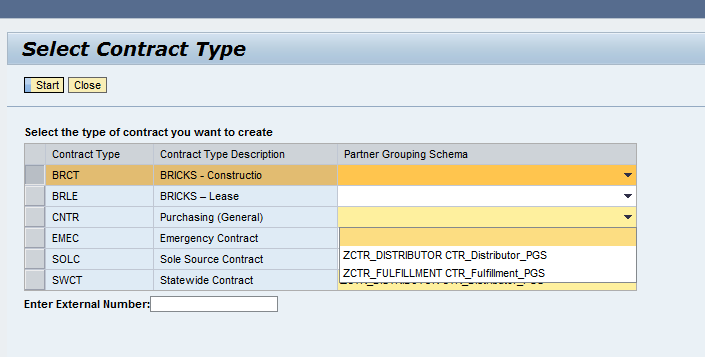 Select Contract Type
Start Close
Select the type of contract you want to create
Contract Type Contract Type Description Partner Grouping Schema
BRCT BRICKS - Constructio
BRLE BRICKS – Lease
CNTR Purchasing (General)
EMEC Emergency Contract
SOLC Sole Source Contract ZCTR_DISTRIBUTOR CTR_Distributor_PGS
ZCTR_FULFILLMENT CTR_Fulfillment_PGS
SWCT Statewide Contract
Enter External Number: